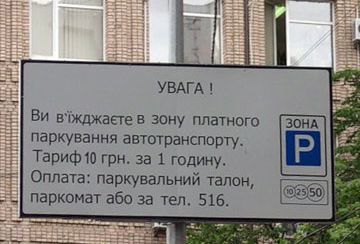 УВАГА !
Ви в'їжджаєте в зону платного
паркування автотранспорту.
Тариф 10 грн. за 1 годину.
Оплата: паркувальний талон,
паркомат або за тел. 516.
ЗОНА
P
10 25 50